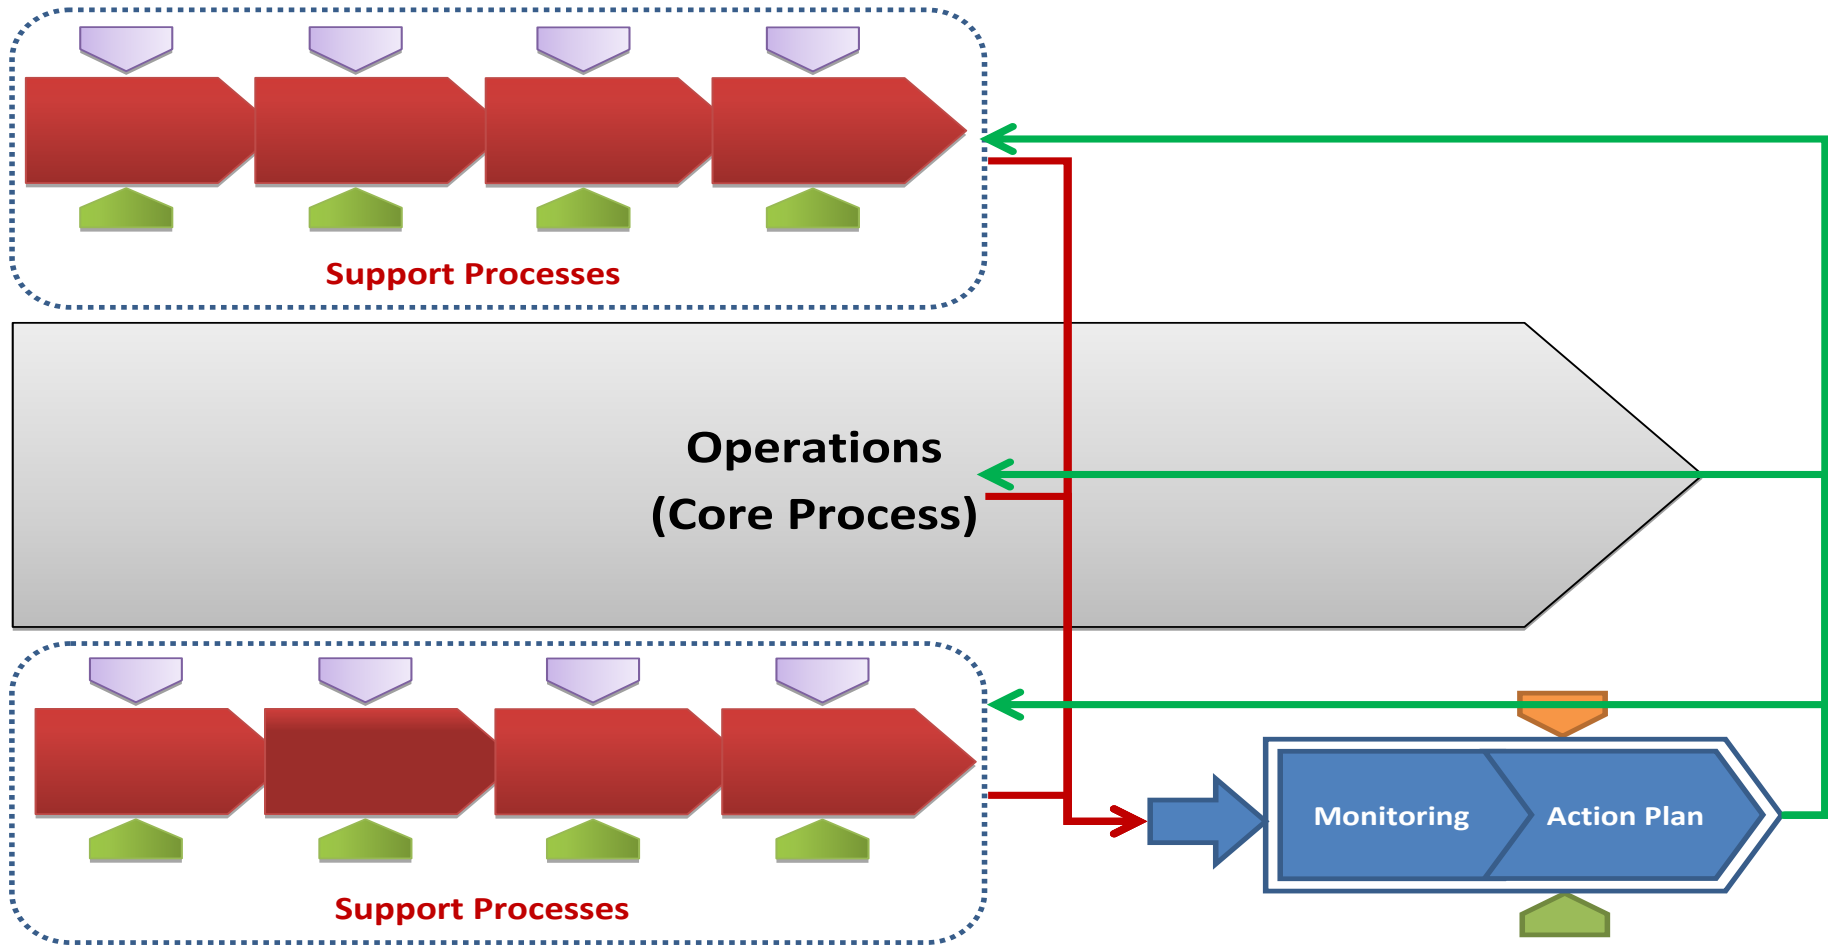 Support Processes
Operations
(Core Process)
Monitoring
Action Plan
Support Processes